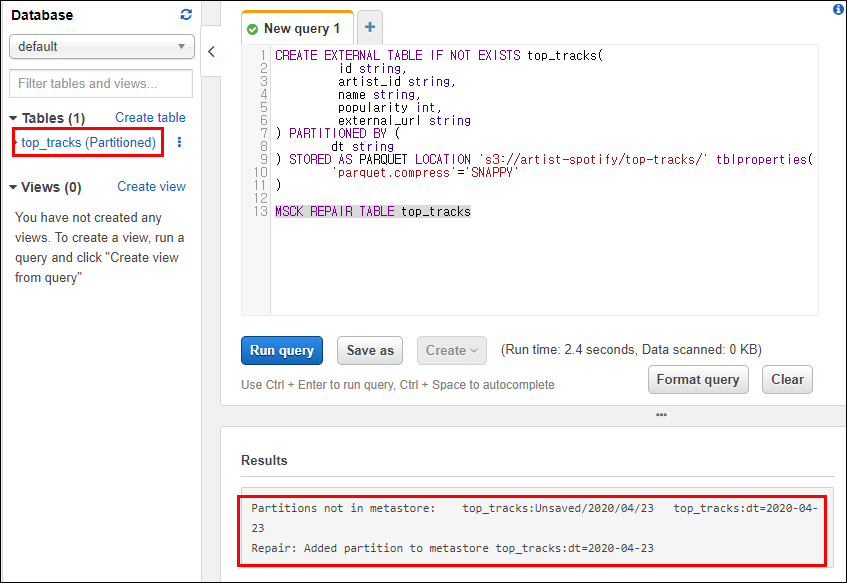 Database
default
Filter tables and views...
Tables (1) Create table
top_tracks (Partitioned)
Views (0) Create view
You have not created any
views. To create a view, run a
query and click "Create view
from query"
New query 1
1 CREATE EXTERNAL TABLE IF NOT EXISTS top_tracks(
2 id string,
3 artist_id string,
4 name string,
5 popularity int,
6 external_url string
7 ) PARTITIONED BY (
8 dt string
9 ) STORED AS PARQUET LOCATION 's3://artist-spotify/top-tracks/' tblproperties(
10 'parquet.compress'='SNAPPY'
11 )
12
13 MSCK REPAIR TABLE top_tracks
Run query Save as Create (Run time: 2.4 seconds, Data scanned: 0 KB)
Use Ctrl + Enter to run query, Ctrl + Space to autocomplete Format query Clear
Results
Partitions not in metastore: top_tracks:Unsaved/2020/04/23 top_tracks:dt=2020-04-
23
Repair: Added partition to metastore top_tracks:dt=2020-04-23